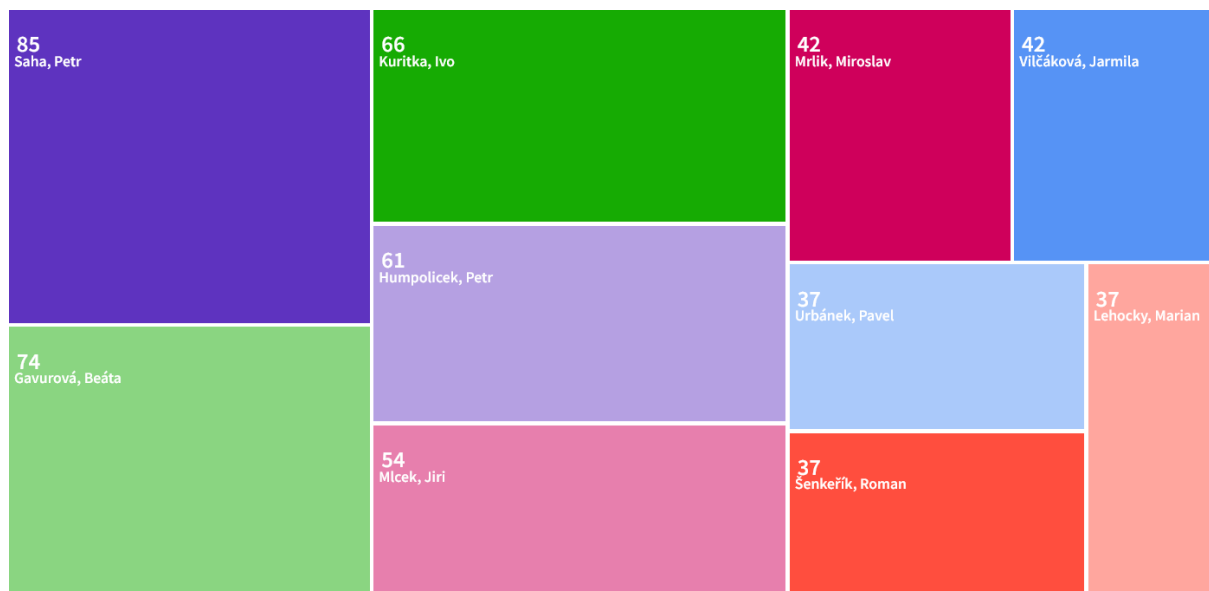 85
Saha, Petr
74
Gavurová, Beáta
66
Kuritka, Ivo
61
Humpolicek, Petr
54
Mlcek, Jiri
42
Mrlik, Miroslav
42
Vilčáková, Jarmila
37
Urbánek, Pavel
37
Šenkeřík, Roman
37
Lehocky, Marian